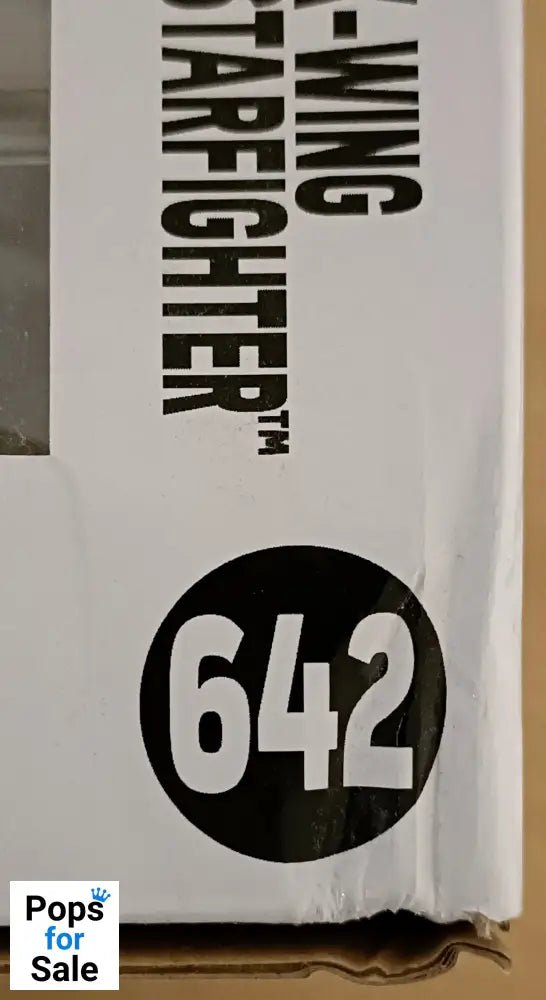 -WING
STARFIGHTER™
642
Pops
for
Sale